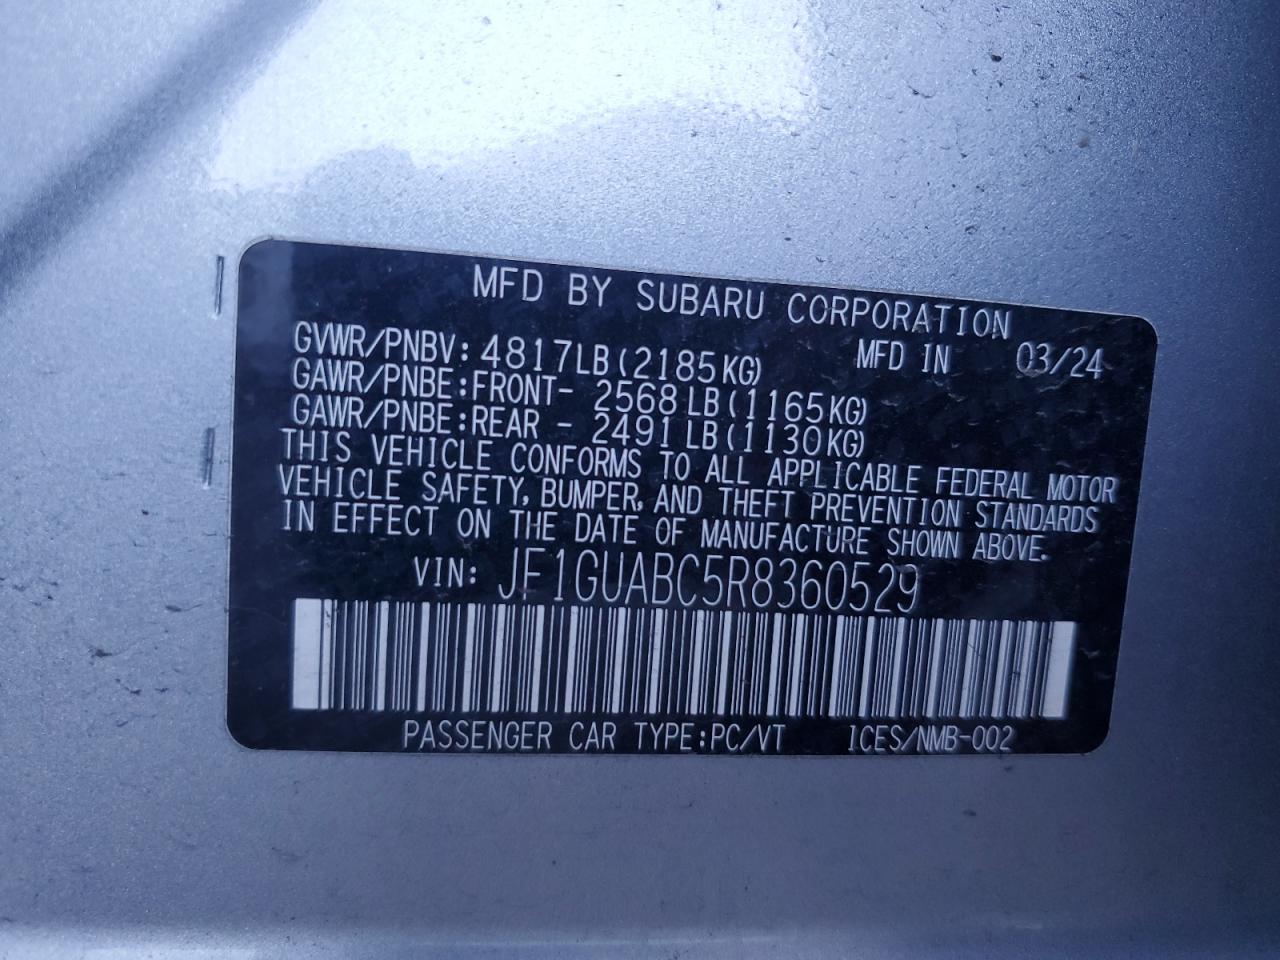 MFD BY SUBARU CORPORATION
GVWR/PNBV: 4817LB(2185KG) MFD IN 03/24
GAWR/PNBE:FRONT- 2568LB(1165KG)
GAWR/PNBE:REAR - 2491LB(1130KG)
THIS VEHICLE CONFORMS TO ALL APPLICABLE FEDERAL MOTOR
VEHICLE SAFETY, BUMPER, AND THEFT PREVENTION STANDARDS
IN EFFECT ON THE DATE OF MANUFACTURE SHOWN ABOVE.
VIN: JF1GUABC5R8360529
PASSENGER CAR TYPE:PC/VT ICES/NMB-002